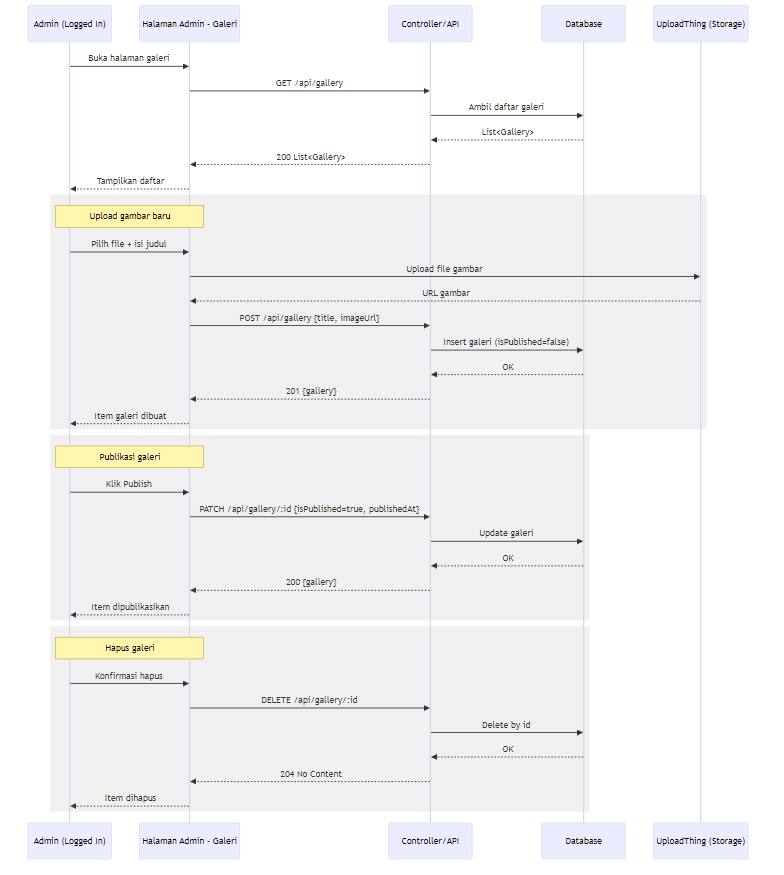 Admin (Logged In)
Halaman Admin - Galeri
Controller/API
Database
UploadThing (Storage)
Buka halaman galeri
GET /api/gallery
Ambil daftar galeri
List<Gallery>
200 List<Gallery>
Tampilkan daftar
Upload gambar baru
Pilih file + isi judul
Upload file gambar
URL gambar
POST /api/gallery {title, imageUrl}
Insert galeri (isPublished=false)
OK
201 {gallery}
Item galeri dibuat
Publikasi galeri
Klik Publish
PATCH /api/gallery/:id {isPublished=true, publishedAt}
Update galeri
OK
200 {gallery}
Item dipublikasikan
Hapus galeri
Konfirmasi hapus
DELETE /api/gallery/:id
Delete by id
OK
204 No Content
Item dihapus
Admin (Logged In)
Halaman Admin - Galeri
Controller/API
Database
UploadThing (Storage)